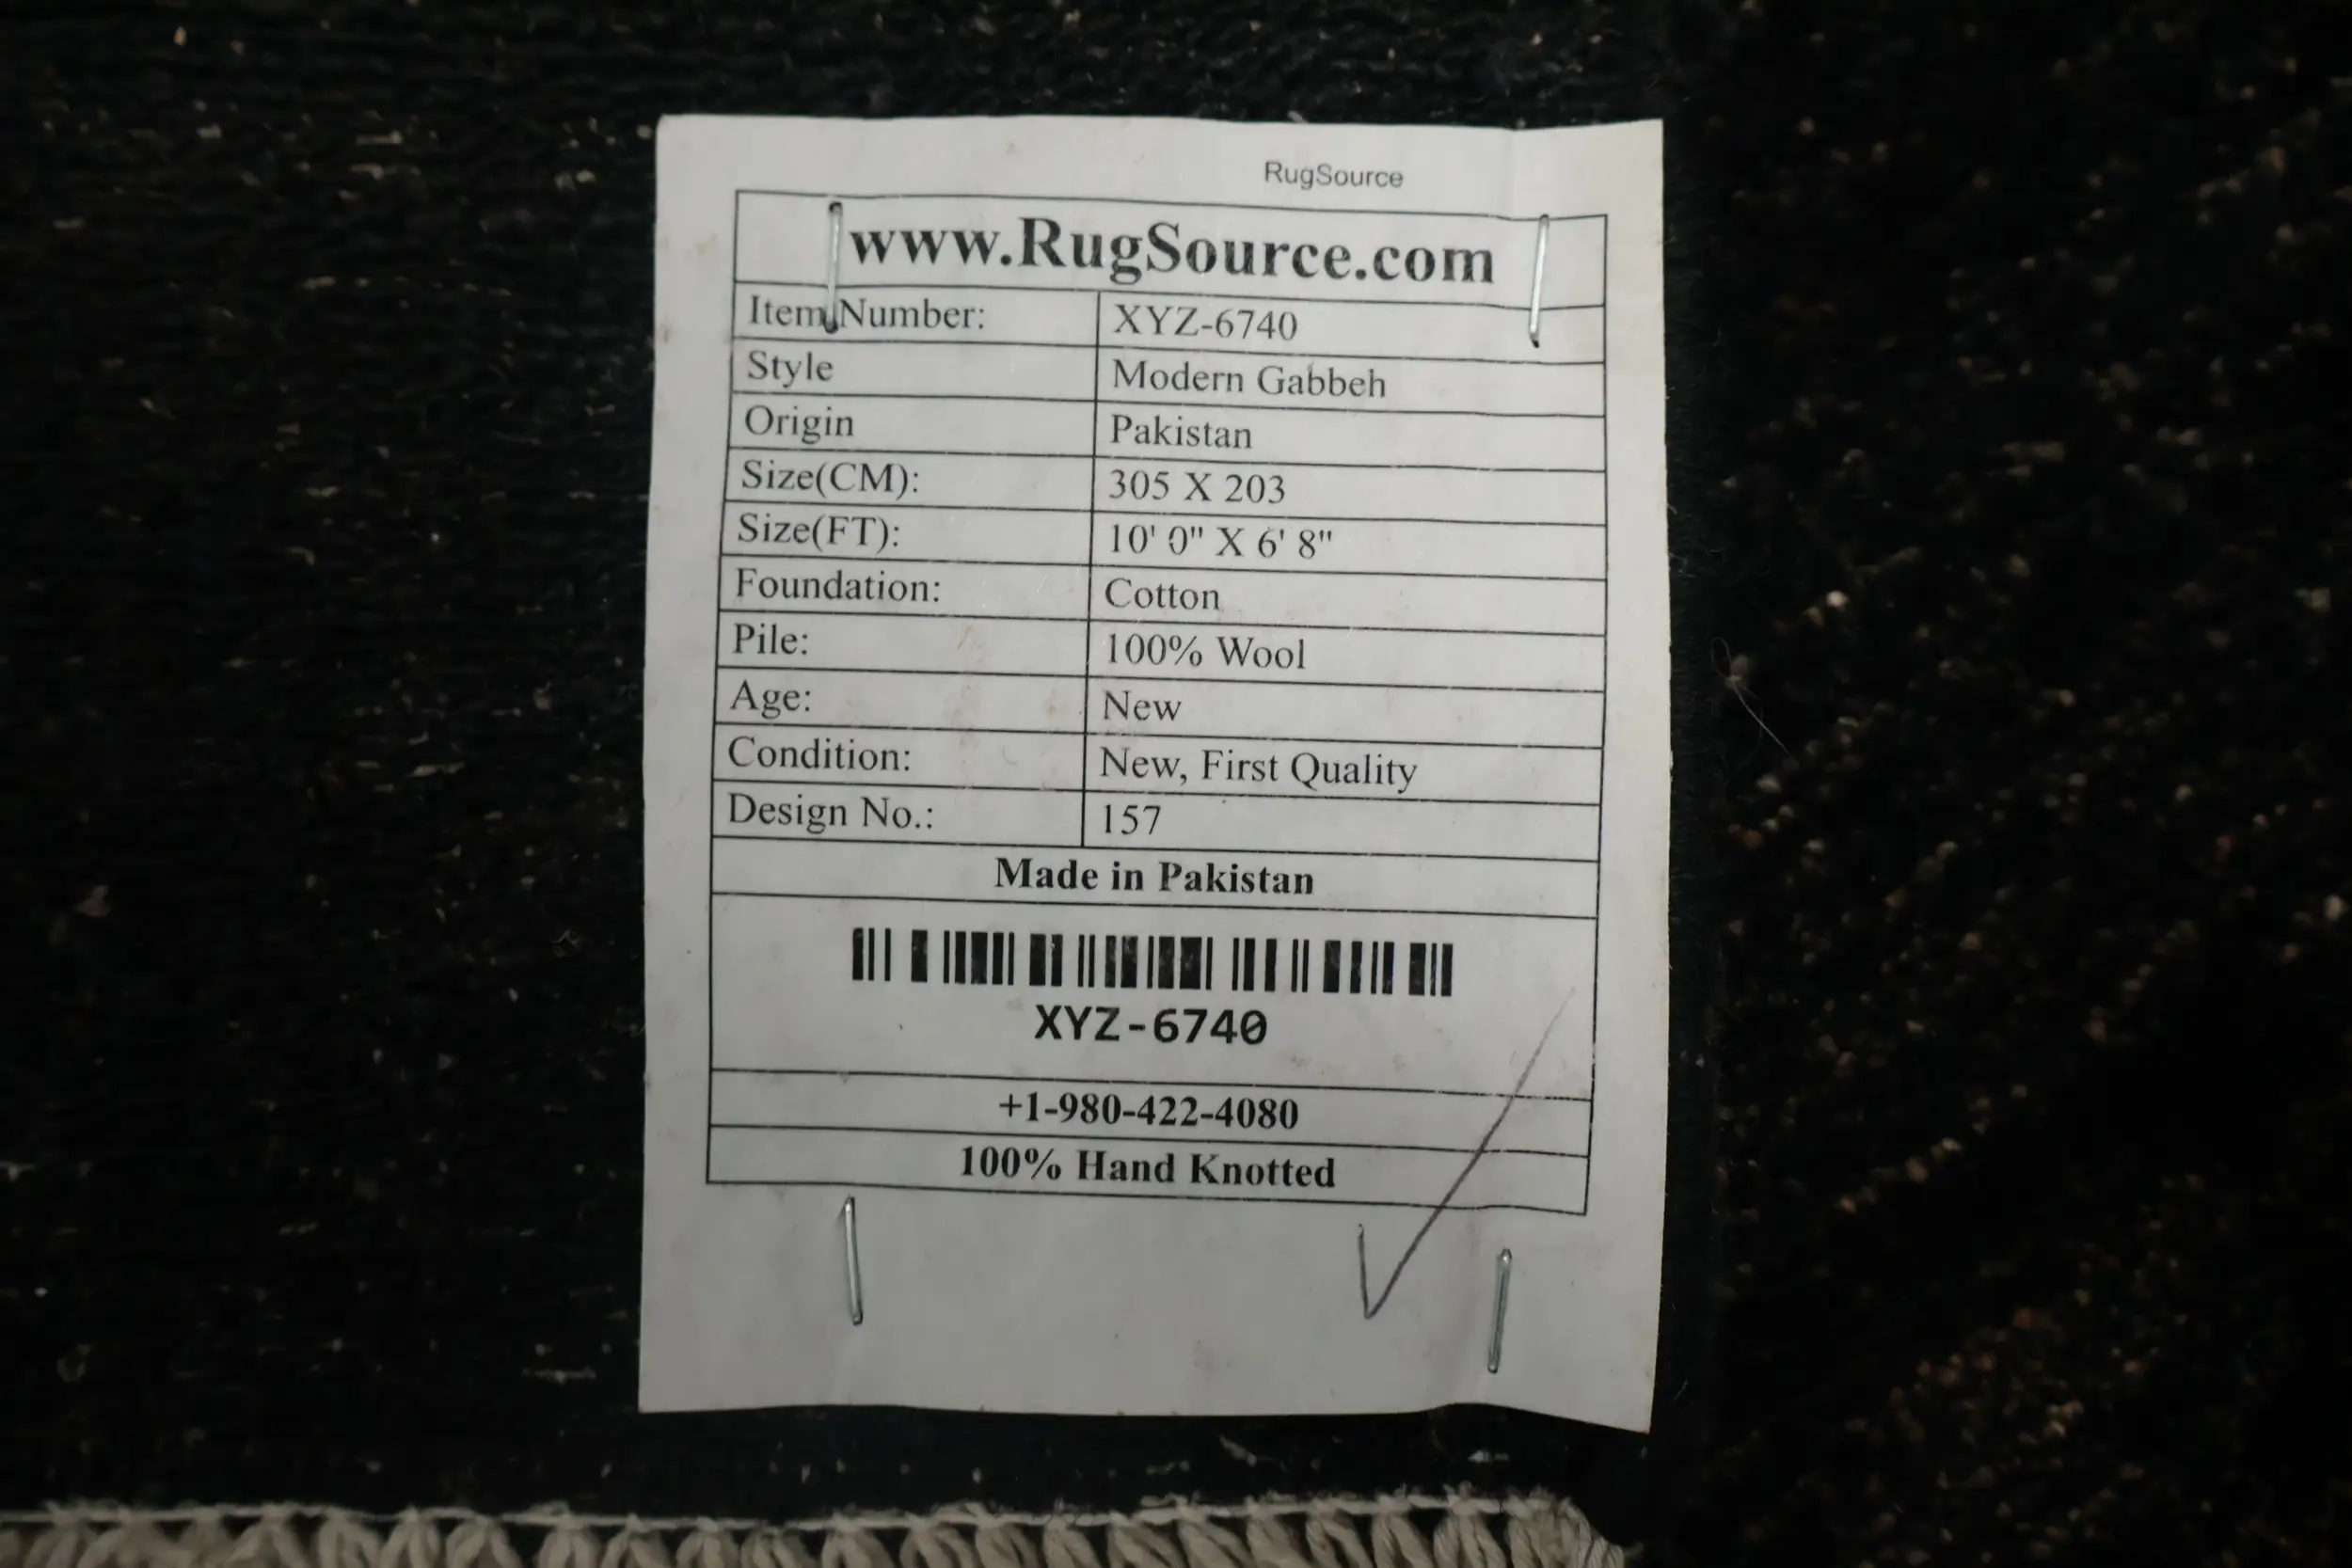 RugSource
www.RugSource.com
Item Number: XYZ-6740
Style Modern Gabbeh
Origin Pakistan
Size(CM): 305 X 203
Size(FT): 10' 0" X 6' 8"
Foundation: Cotton
Pile: 100% Wool
Age: New
Condition: New, First Quality
Design No.: 157
Made in Pakistan
XYZ-6740
+1-980-422-4080
100% Hand Knotted